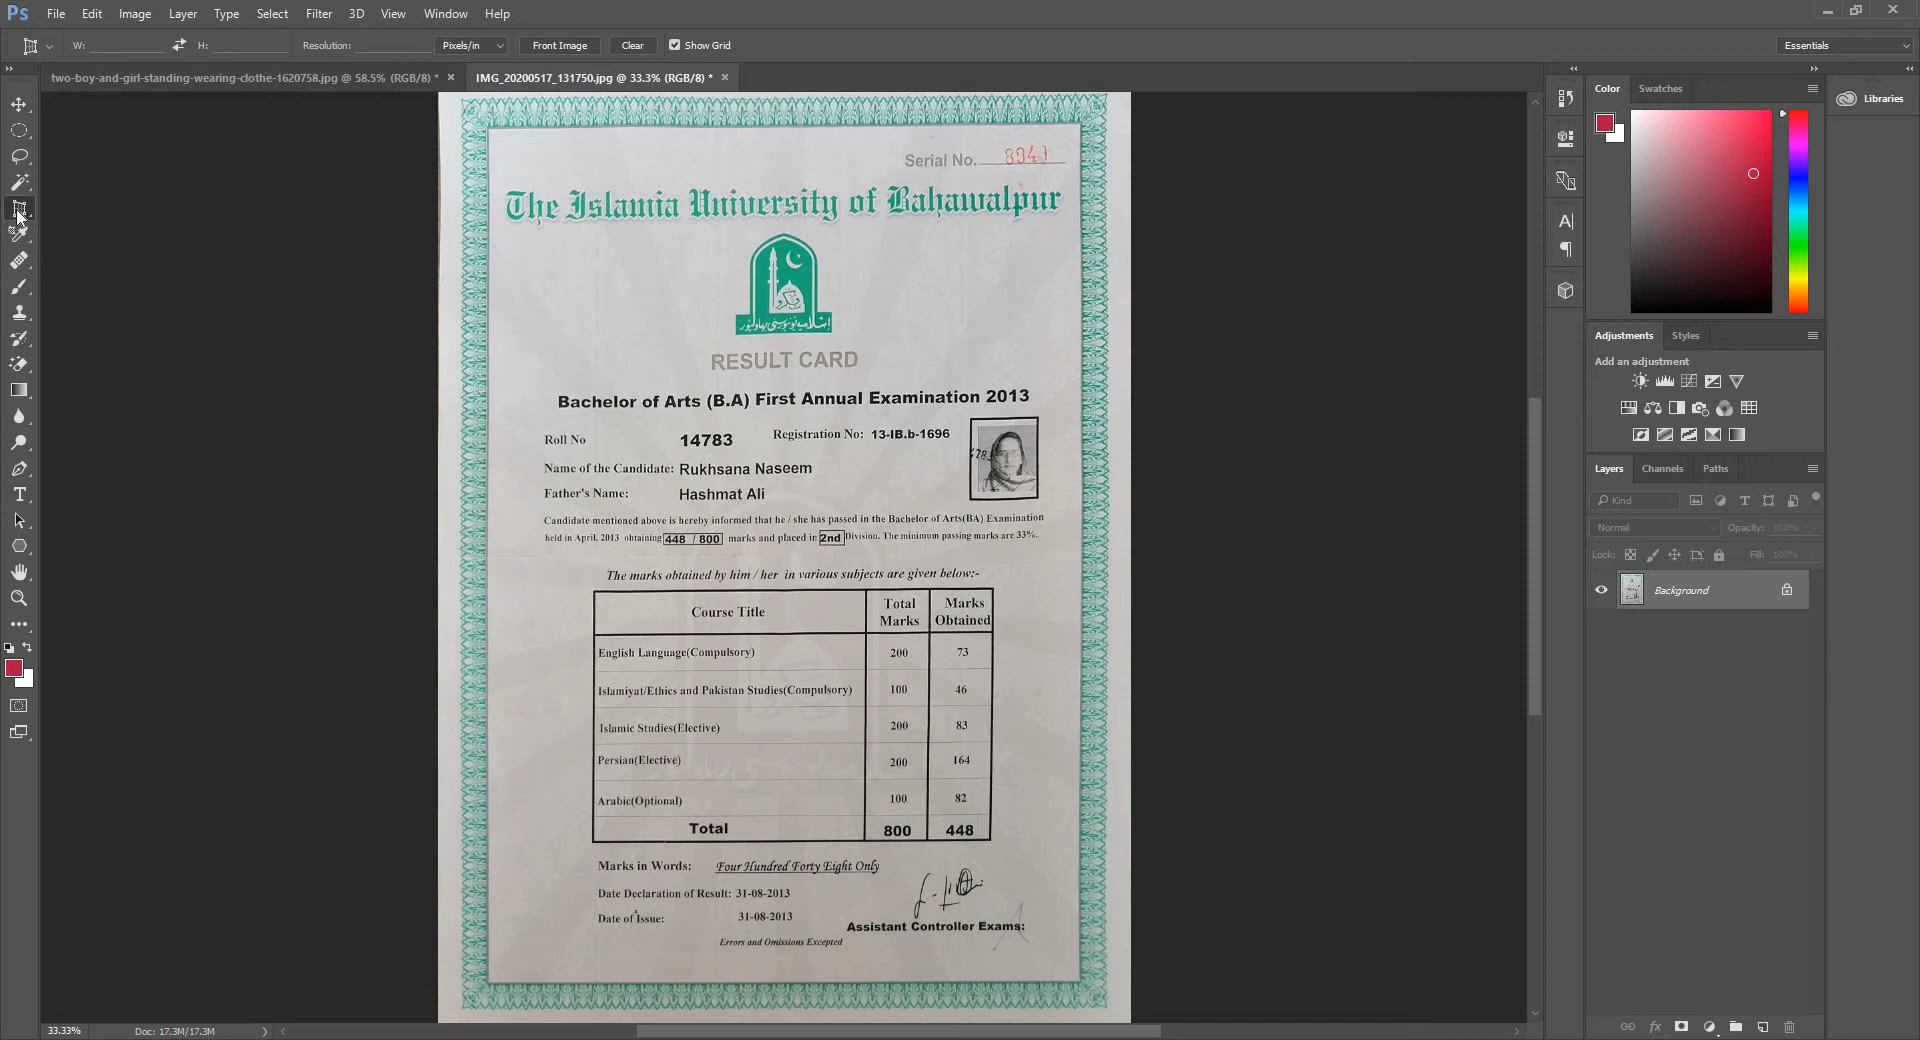 Ps File Edit Image Layer Type Select Filter 3D View Window Help
W: H: Resolution: Pixels/in Front Image Clear Show Grid Essentials
two-boy-and-girl-standing-wearing-clothe-1620758.jpg @ 58.5% (RGB/8) * × IMG_20200517_131750.jpg @ 33.3% (RGB/8) * ×
Color Swatches
Libraries
Adjustments Styles
Add an adjustment
Layers Channels Paths
Kind
Normal Opacity: 100%
Lock: Fill: 100%
Background
Serial No.
The Islamia University of Bahawalpur
RESULT CARD
Bachelor of Arts (B.A) First Annual Examination 2013
Roll No 14783 Registration No: 13-IB.b-1696
Name of the Candidate: Rukhsana Naseem
Father's Name: Hashmat Ali
Candidate mentioned above is hereby informed that he / she has passed in the Bachelor of Arts(BA) Examination
held in April, 2013 obtaining 448 / 800 marks and placed in 2nd Division. The minimum passing marks are 33%.
The marks obtained by him / her in various subjects are given below:-
Course Title Total Marks Marks Obtained
English Language(Compulsory) 200 73
Islamiyat/Ethics and Pakistan Studies(Compulsory) 100 46
Islamic Studies(Elective) 200 83
Persian(Elective) 200 164
Arabic(Optional) 100 82
Total 800 448
Marks in Words: Four Hundred Forty Eight Only
Date Declaration of Result: 31-08-2013
Date of Issue: 31-08-2013
Assistant Controller Exams:
Errors and Omissions Excepted
33.33% Doc: 17.3M/17.3M